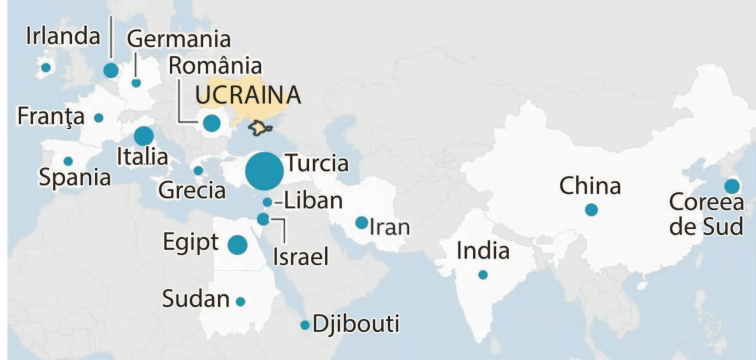 Irlanda
Germania
România
UCRAINA
Franţa
Italia
Spania
Grecia
Turcia
Liban
Israel
Iran
Egipt
Sudan
Djibouti
India
China
Coreea
de Sud